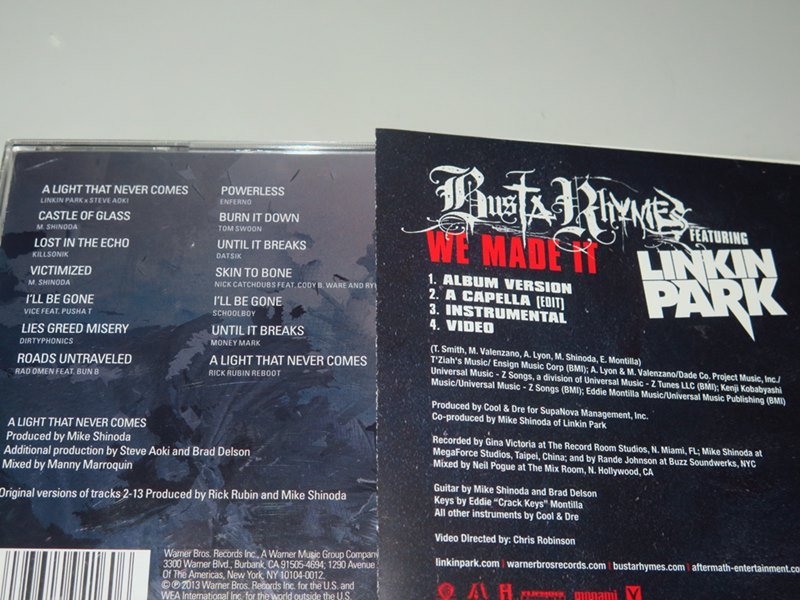 A LIGHT THAT NEVER COMES
LINKIN PARK x STEVE AOKI
CASTLE OF GLASS
M. SHINODA
LOST IN THE ECHO
KILLSONIK
VICTIMIZED
M. SHINODA
I'LL BE GONE
VICE FEAT. PUSHA T
LIES GREED MISERY
DIRTYPHONICS
ROADS UNTRAVELED
RAD OMEN FEAT. BUN B
POWERLESS
ENFERNO
BURN IT DOWN
TOM SWOON
UNTIL IT BREAKS
DATSIK
SKIN TO BONE
NICK CATCHDUBS FEAT. CODY B. WARE AND RY
I'LL BE GONE
SCHOOLBOY
UNTIL IT BREAKS
MONEY MARK
A LIGHT THAT NEVER COMES
RICK RUBIN REBOOT
A LIGHT THAT NEVER COMES
Produced by Mike Shinoda
Additional production by Steve Aoki and Brad Delson
Mixed by Manny Marroquin
Original versions of tracks 2-13 Produced by Rick Rubin and Mike Shinoda
Warner Bros. Records Inc., A Warner Music Group Company
3300 Warner Blvd., Burbank, CA 91505-4694; 1290 Avenue
Of The Americas, New York, NY 10104-0012.
© ℗ 2013 Warner Bros. Records Inc. for the U.S. and
WEA International Inc. for the world outside the U.S.
BUSTA RHYMES
FEATURING
WE MADE IT
LINKIN
PARK
1. ALBUM VERSION
2. A CAPELLA [EDIT]
3. INSTRUMENTAL
4. VIDEO
(T. Smith, M. Valenzano, A. Lyon, M. Shinoda, E. Montilla)
T'Ziah's Music/ Ensign Music Corp (BMI); A. Lyon & M. Valenzano/Dade Co. Project Music, Inc./
Universal Music - Z Songs, a division of Universal Music - Z Tunes LLC (BMI); Kenji Kobabyashi
Music/Universal Music - Z Songs (BMI); Eddie Montilla Music/Universal Music Publishing (BMI)
Produced by Cool & Dre for SupaNova Management, Inc.
Co-produced by Mike Shinoda of Linkin Park
Recorded by Gina Victoria at The Record Room Studios, N. Miami, FL; Mike Shinoda at
MegaForce Studios, Taipei, China; and by Rande Johnson at Buzz Soundwerks, NYC
Mixed by Neil Pogue at The Mix Room, N. Hollywood, CA
Guitar by Mike Shinoda and Brad Delson
Keys by Eddie "Crack Keys" Montilla
All other instruments by Cool & Dre
Video Directed by: Chris Robinson
linkinpark.com | warnerbrosrecords.com | bustarhymes.com | aftermath-entertainment.co